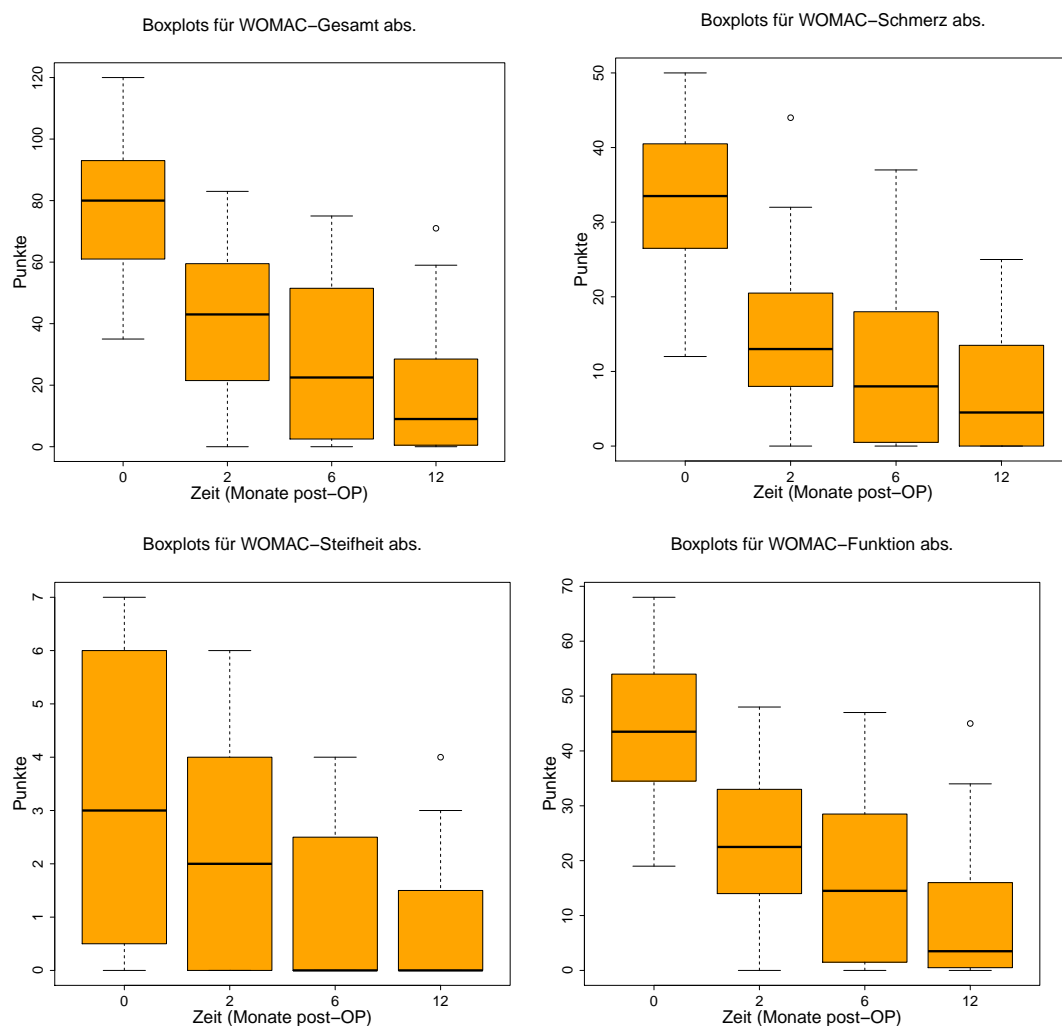 Boxplots für WOMAC−Gesamt abs.
Punkte
120
100
80
60
40
20
0
0 2 6 12
Zeit (Monate post−OP)
Boxplots für WOMAC−Schmerz abs.
Punkte
50
40
30
20
10
0
0 2 6 12
Zeit (Monate post−OP)
Boxplots für WOMAC−Steifheit abs.
Punkte
7
6
5
4
3
2
1
0
0 2 6 12
Zeit (Monate post−OP)
Boxplots für WOMAC−Funktion abs.
Punkte
70
60
50
40
30
20
10
0
0 2 6 12
Zeit (Monate post−OP)